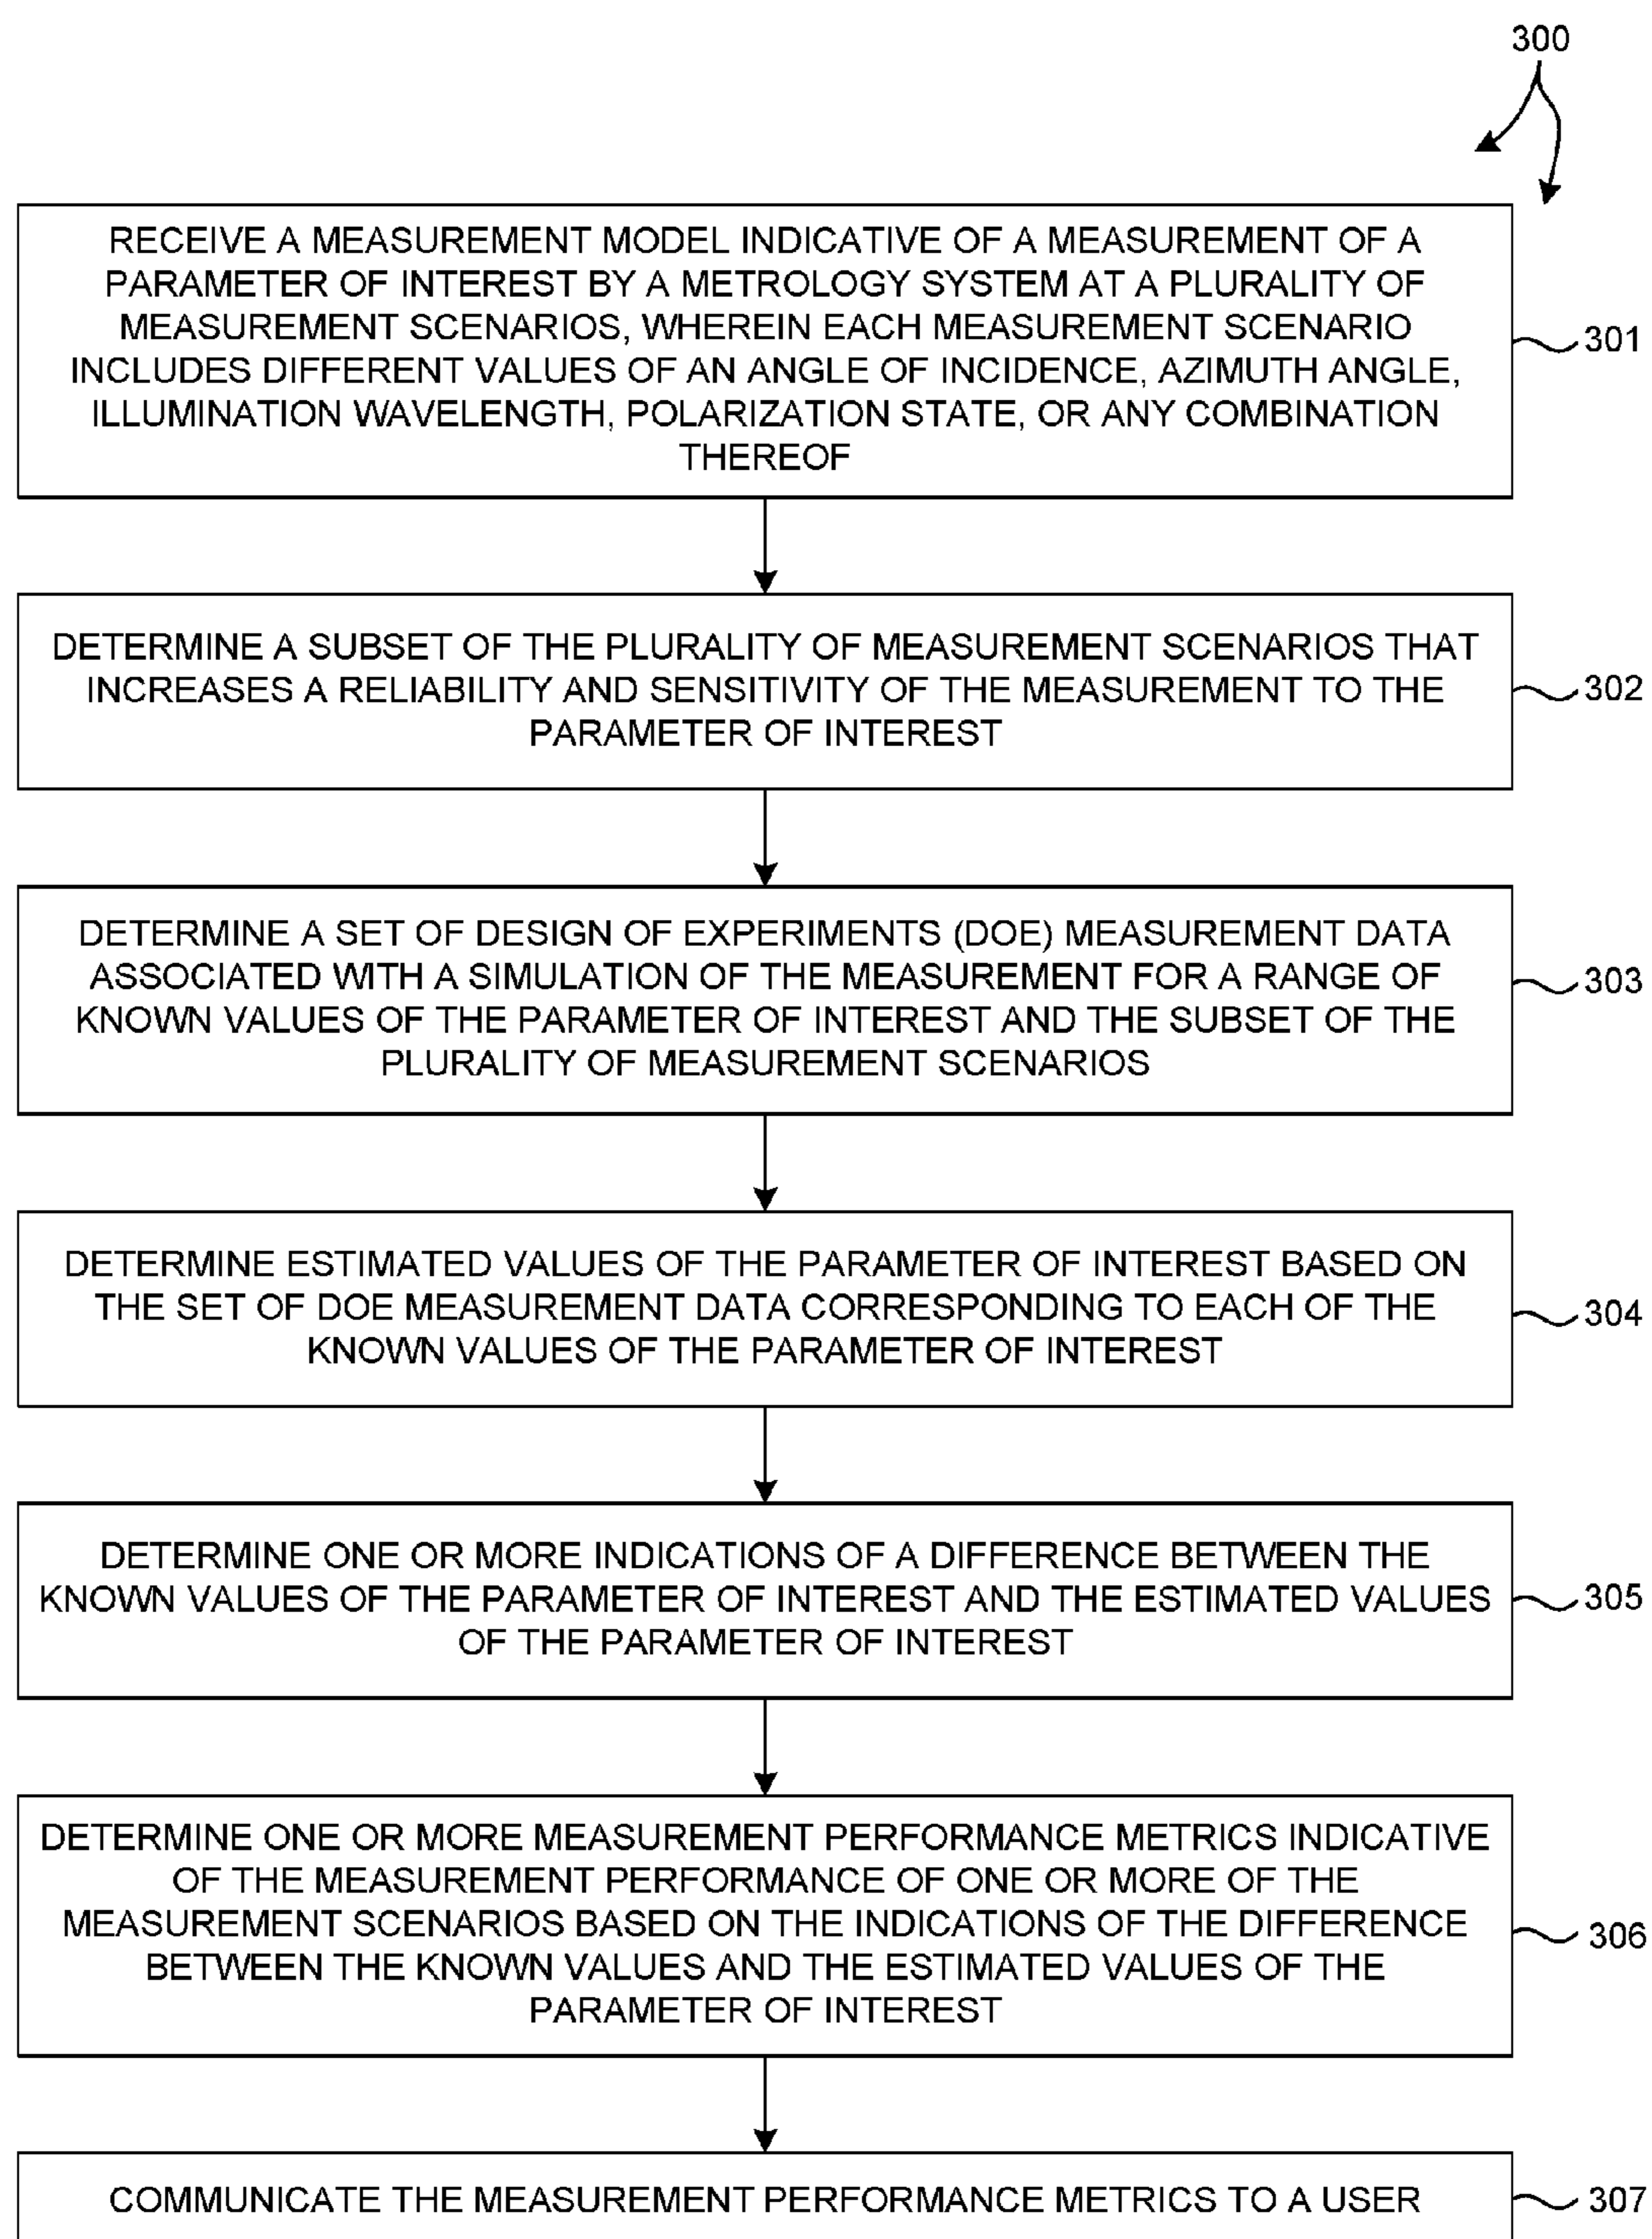 300
RECEIVE A MEASUREMENT MODEL INDICATIVE OF A MEASUREMENT OF A
PARAMETER OF INTEREST BY A METROLOGY SYSTEM AT A PLURALITY OF
MEASUREMENT SCENARIOS, WHEREIN EACH MEASUREMENT SCENARIO
INCLUDES DIFFERENT VALUES OF AN ANGLE OF INCIDENCE, AZIMUTH ANGLE,
ILLUMINATION WAVELENGTH, POLARIZATION STATE, OR ANY COMBINATION
THEREOF
301
DETERMINE A SUBSET OF THE PLURALITY OF MEASUREMENT SCENARIOS THAT
INCREASES A RELIABILITY AND SENSITIVITY OF THE MEASUREMENT TO THE
PARAMETER OF INTEREST
302
DETERMINE A SET OF DESIGN OF EXPERIMENTS (DOE) MEASUREMENT DATA
ASSOCIATED WITH A SIMULATION OF THE MEASUREMENT FOR A RANGE OF
KNOWN VALUES OF THE PARAMETER OF INTEREST AND THE SUBSET OF THE
PLURALITY OF MEASUREMENT SCENARIOS
303
DETERMINE ESTIMATED VALUES OF THE PARAMETER OF INTEREST BASED ON
THE SET OF DOE MEASUREMENT DATA CORRESPONDING TO EACH OF THE
KNOWN VALUES OF THE PARAMETER OF INTEREST
304
DETERMINE ONE OR MORE INDICATIONS OF A DIFFERENCE BETWEEN THE
KNOWN VALUES OF THE PARAMETER OF INTEREST AND THE ESTIMATED VALUES
OF THE PARAMETER OF INTEREST
305
DETERMINE ONE OR MORE MEASUREMENT PERFORMANCE METRICS INDICATIVE
OF THE MEASUREMENT PERFORMANCE OF ONE OR MORE OF THE
MEASUREMENT SCENARIOS BASED ON THE INDICATIONS OF THE DIFFERENCE
BETWEEN THE KNOWN VALUES AND THE ESTIMATED VALUES OF THE
PARAMETER OF INTEREST
306
COMMUNICATE THE MEASUREMENT PERFORMANCE METRICS TO A USER
307